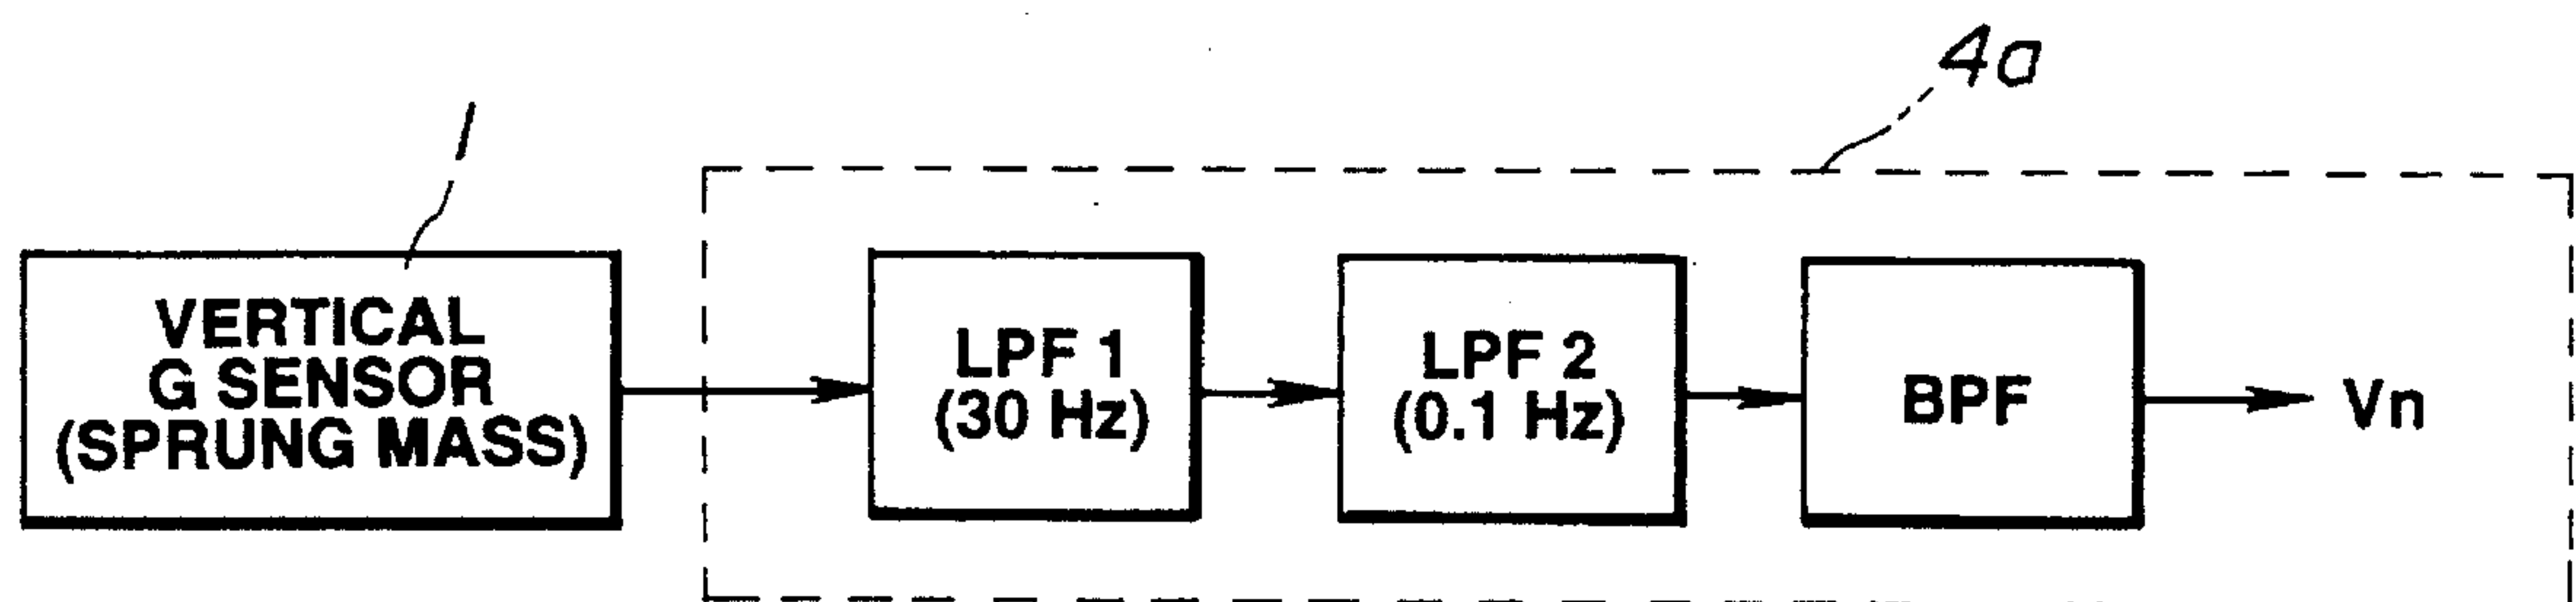 4a
1
VERTICAL
G SENSOR
(SPRUNG MASS)
LPF 1
(30 Hz)
LPF 2
(0.1 Hz)
BPF
Vn